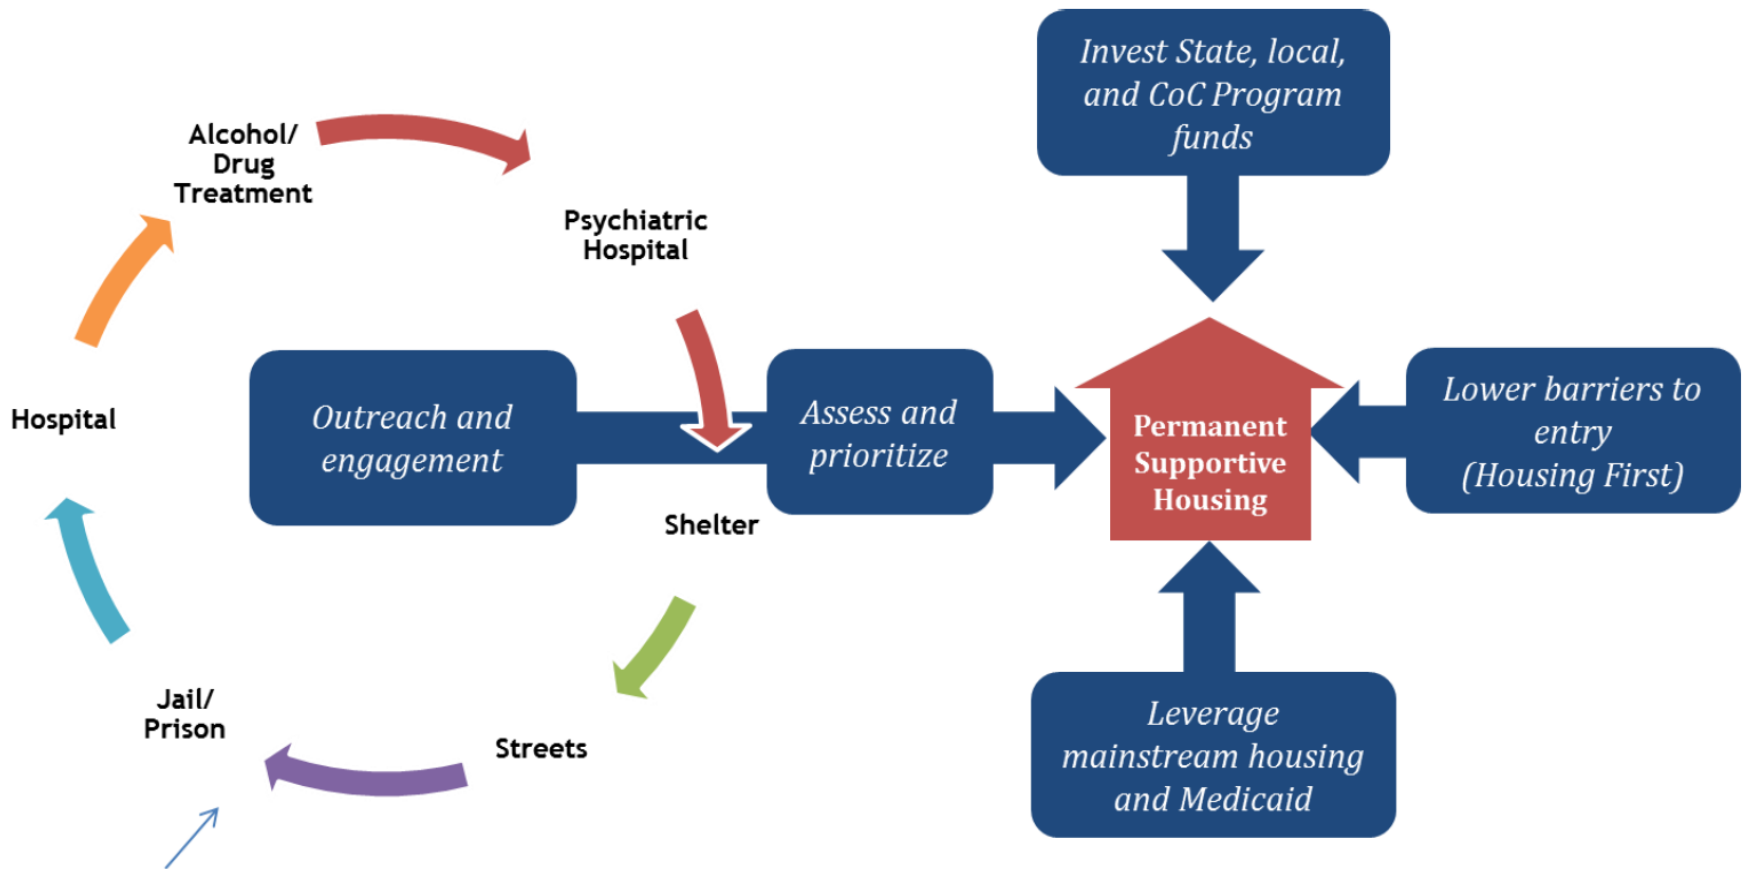 Alcohol/
Drug
Treatment
Psychiatric
Hospital
Hospital
Outreach and
engagement
Assess and
prioritize
Shelter
Jail/
Prison
Streets
Invest State, local,
and CoC Program
funds
Permanent
Supportive
Housing
Lower barriers to
entry
(Housing First)
Leverage
mainstream housing
and Medicaid